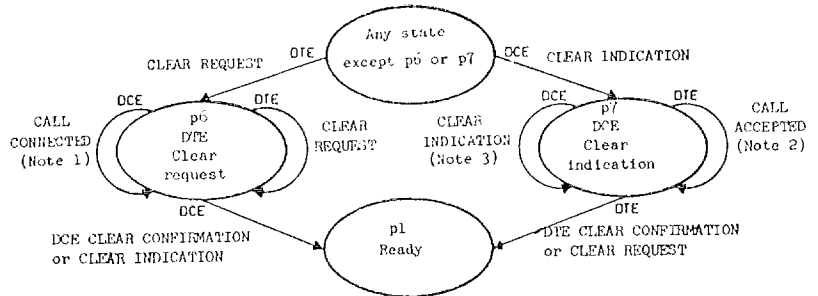 Any state
except p6 or p7
DTE
DCE
CLEAR REQUEST
CLEAR INDICATION
DCE
DTE
DCE
DTE
CALL
CONNECTED
(Note 1)
p6
DTE
Clear
request
CLEAR
REQUEST
CLEAR
INDICATION
(Note 3)
p7
DCE
Clear
indication
CALL
ACCEPTED
(Note 2)
DCE
DTE
DCE CLEAR CONFIRMATION
or CLEAR INDICATION
p1
Ready
DTE CLEAR CONFIRMATION
or CLEAR REQUEST